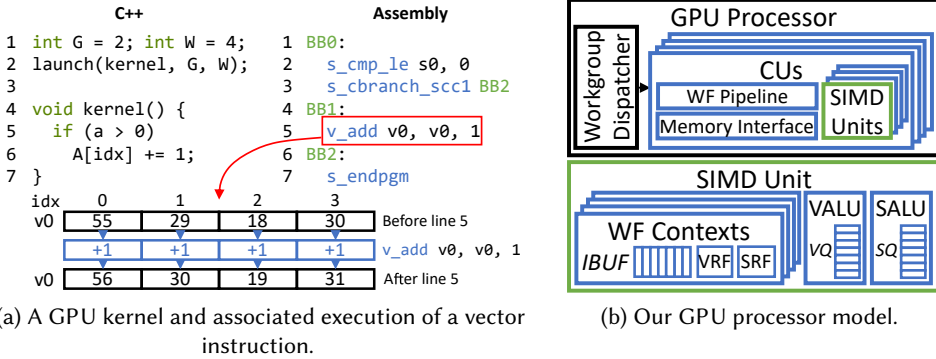 C++
1 int G = 2; int W = 4;
2 launch(kernel, G, W);
3
4 void kernel() {
5 if (a > 0)
6 A[idx] += 1;
7 }
Assembly
1 BB0:
2 s_cmp_le s0, 0
3 s_cbranch_scc1 BB2
4 BB1:
5 v_add v0, v0, 1
6 BB2:
7 s_endpgm
idx 0 1 2 3
v0 55 29 18 30 Before line 5
+1 +1 +1 +1 v_add v0, v0, 1
v0 56 30 19 31 After line 5
(a) A GPU kernel and associated execution of a vector
instruction.
GPU Processor
Workgroup
Dispatcher
CUs
WF Pipeline
Memory Interface
SIMD
Units
SIMD Unit
WF Contexts
IBUF VRF SRF
VALU
VQ
SALU
SQ
(b) Our GPU processor model.